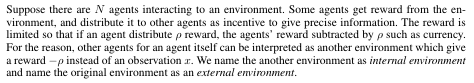 Suppose there are N agents interacting to an environment. Some agents get reward from the en-
vironment, and distribute it to other agents as incentive to give precise information. The reward is
limited so that if an agent distribute ρ reward, the agents' reward subtracted by ρ such as currency.
For the reason, other agents for an agent itself can be interpreted as another environment which give
a reward −ρ instead of an observation x. We name the another environment as internal environment
and name the original environment as an external environment.